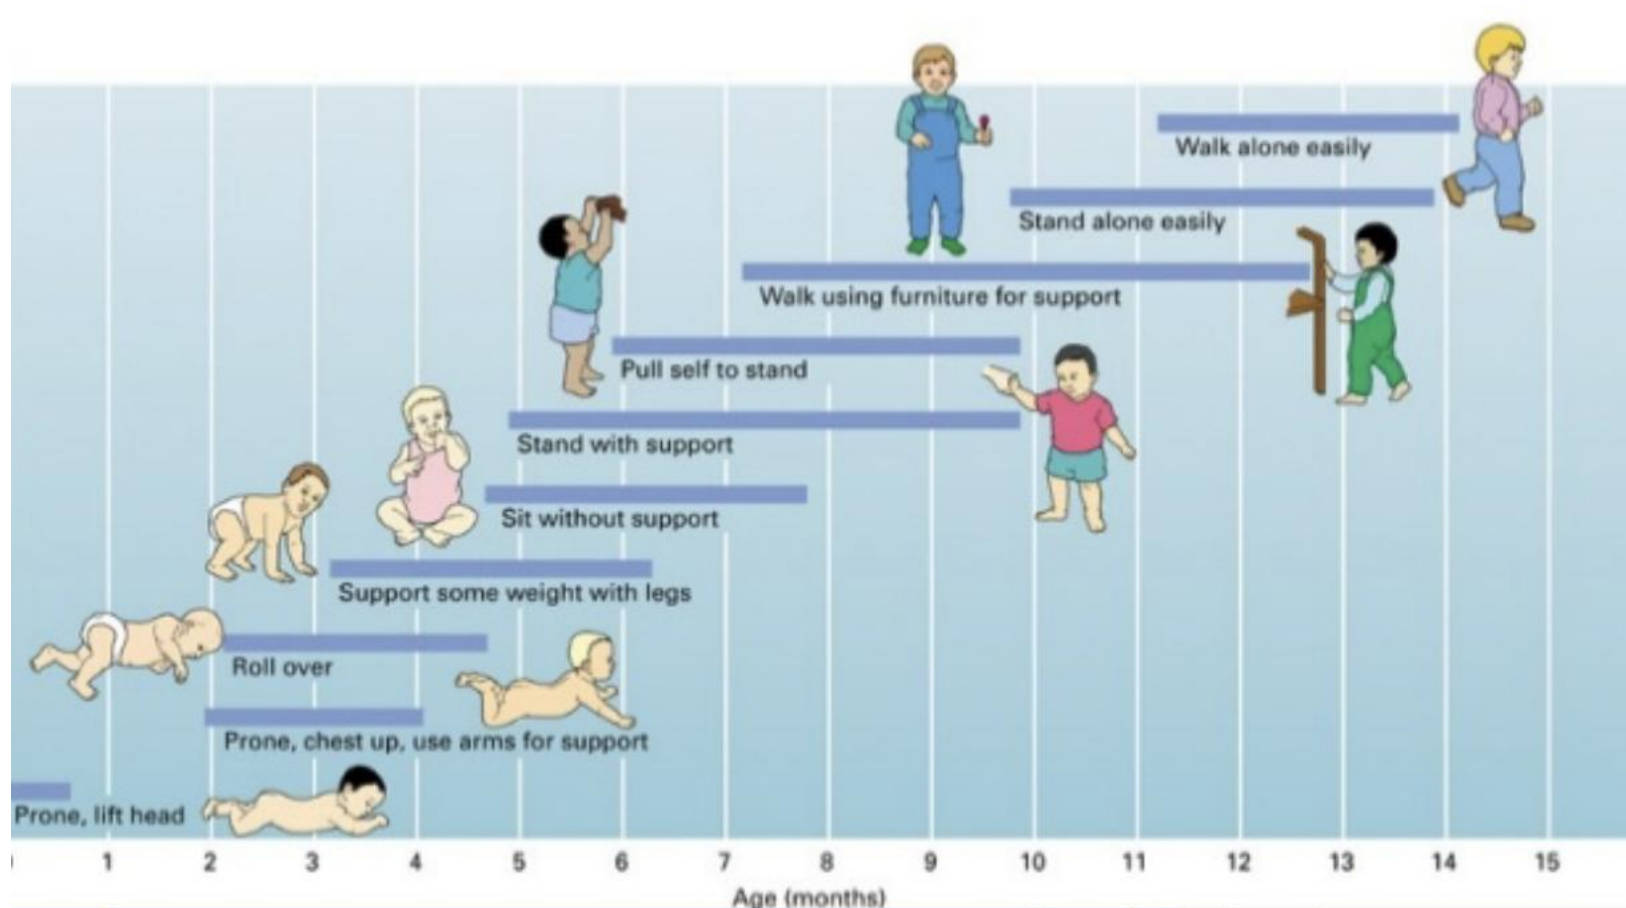 Walk alone easily
Stand alone easily
Walk using furniture for support
Pull self to stand
Stand with support
Sit without support
Support some weight with legs
Roll over
Prone, chest up, use arms for support
Prone, lift head
1 2 3 4 5 6 7 8 9 10 11 12 13 14 15
Age (months)